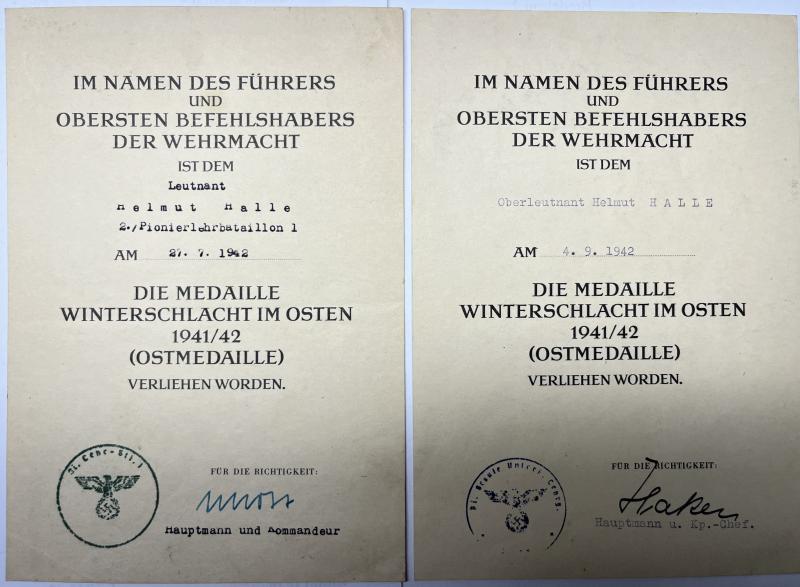 IM NAMEN DES FÜHRERS
UND
OBERSTEN BEFEHLSHABERS
DER WEHRMACHT
IST DEM
Leutnant
Helmut Halle
2./Pionierlehrbataillon 1
AM 27. 7. 1942
DIE MEDAILLE
WINTERSCHLACHT IM OSTEN
1941/42
(OSTMEDAILLE)
VERLIEHEN WORDEN.
FÜR DIE RICHTIGKEIT:
Hauptmann und Kommandeur
IM NAMEN DES FÜHRERS
UND
OBERSTEN BEFEHLSHABERS
DER WEHRMACHT
IST DEM
Oberleutnant Helmut HALLE
AM 4. 9. 1942
DIE MEDAILLE
WINTERSCHLACHT IM OSTEN
1941/42
(OSTMEDAILLE)
VERLIEHEN WORDEN.
FÜR DIE RICHTIGKEIT:
Haken
Hauptmann u. Kp.-Chef.